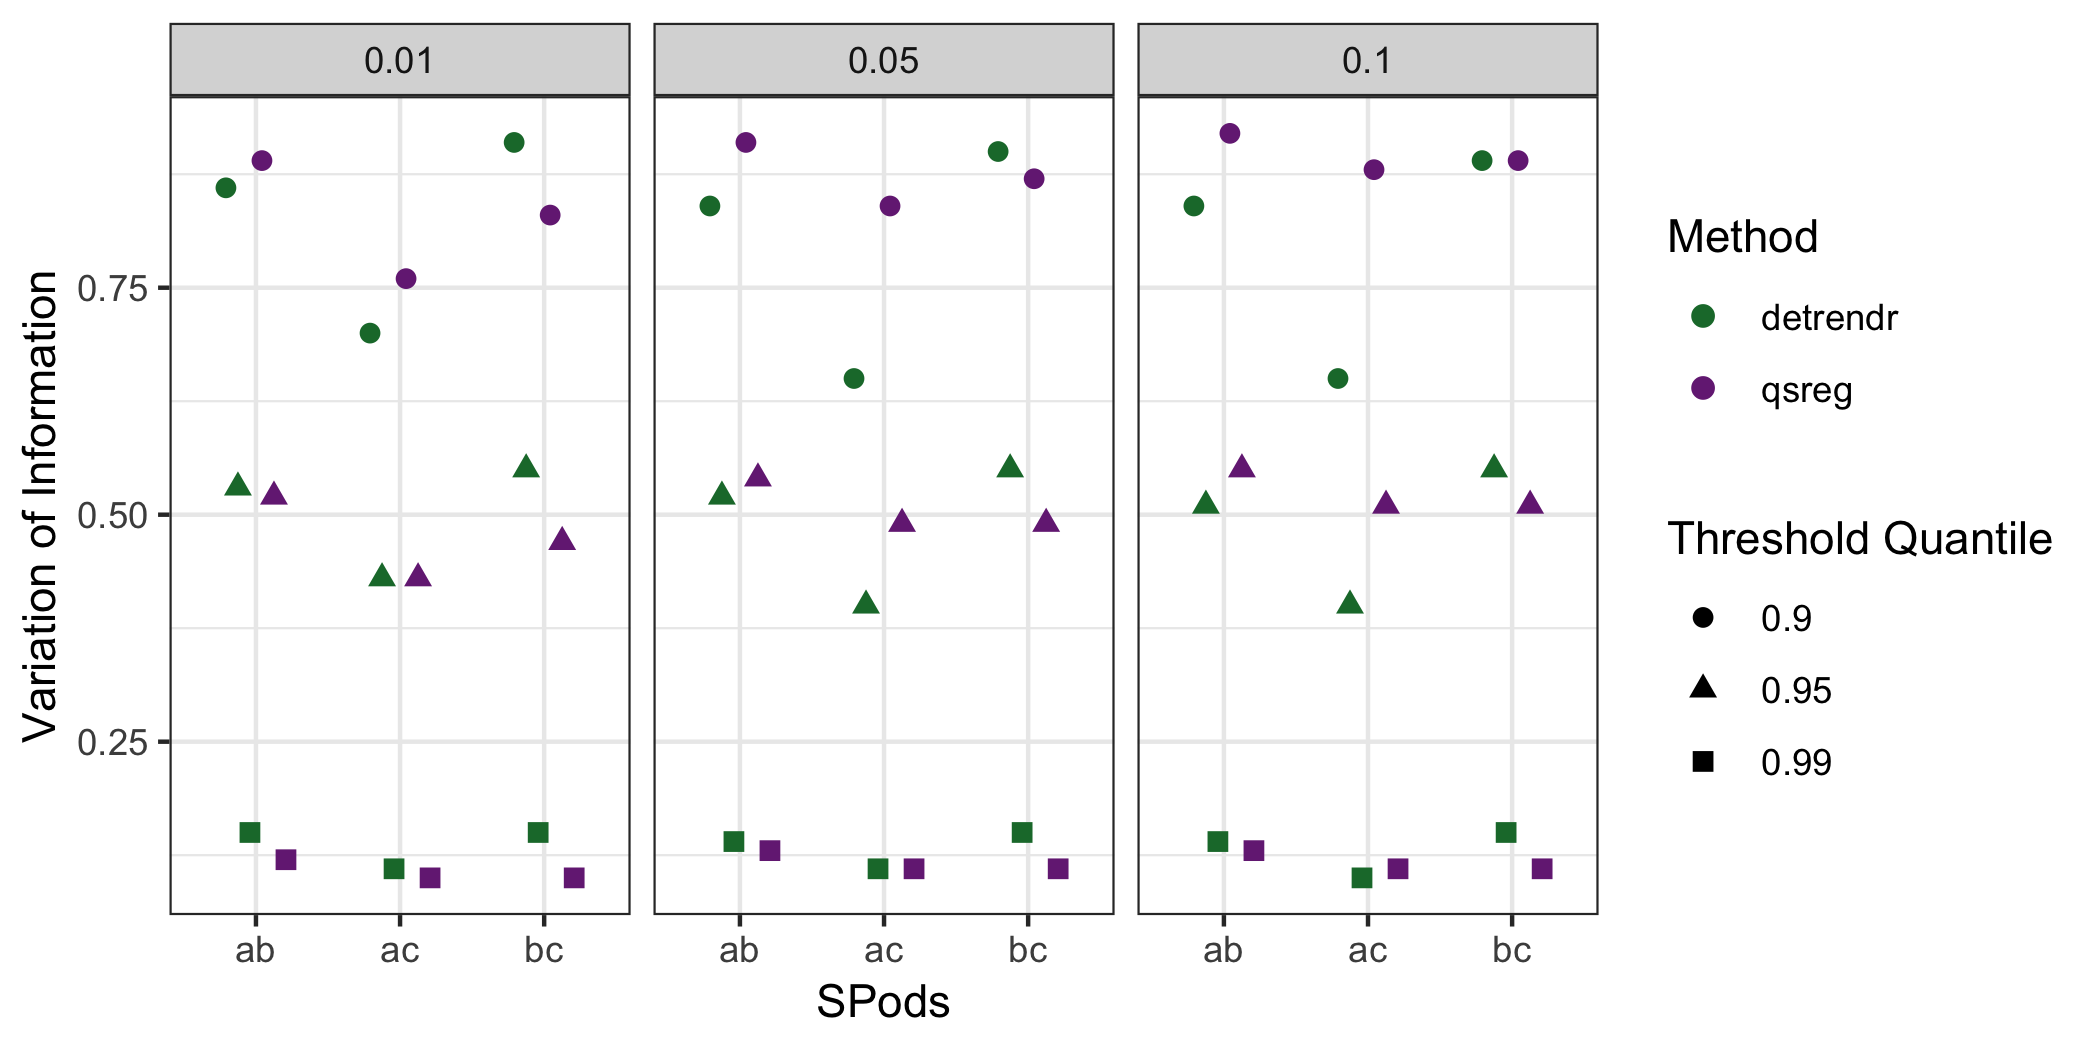 0.01 0.05 0.1
Variation of Information
0.75
0.50
0.25
ab ac bc ab ac bc ab ac bc
SPods
Method
detrendr
qsreg
Threshold Quantile
0.9
0.95
0.99